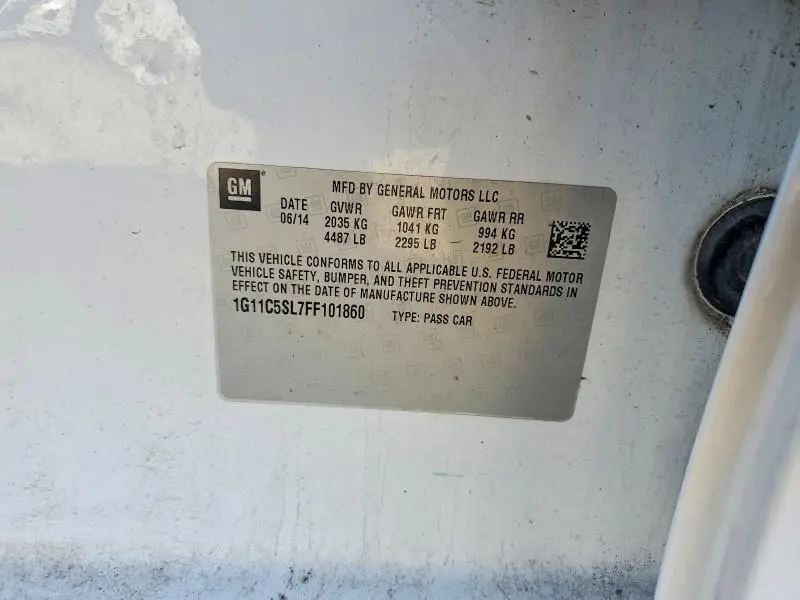 GM®
MFD BY GENERAL MOTORS LLC
DATE GVWR GAWR FRT GAWR RR
06/14 2035 KG 1041 KG 994 KG
4487 LB 2295 LB 2192 LB
THIS VEHICLE CONFORMS TO ALL APPLICABLE U.S. FEDERAL MOTOR
VEHICLE SAFETY, BUMPER, AND THEFT PREVENTION STANDARDS IN
EFFECT ON THE DATE OF MANUFACTURE SHOWN ABOVE.
1G11C5SL7FF101860 TYPE: PASS CAR